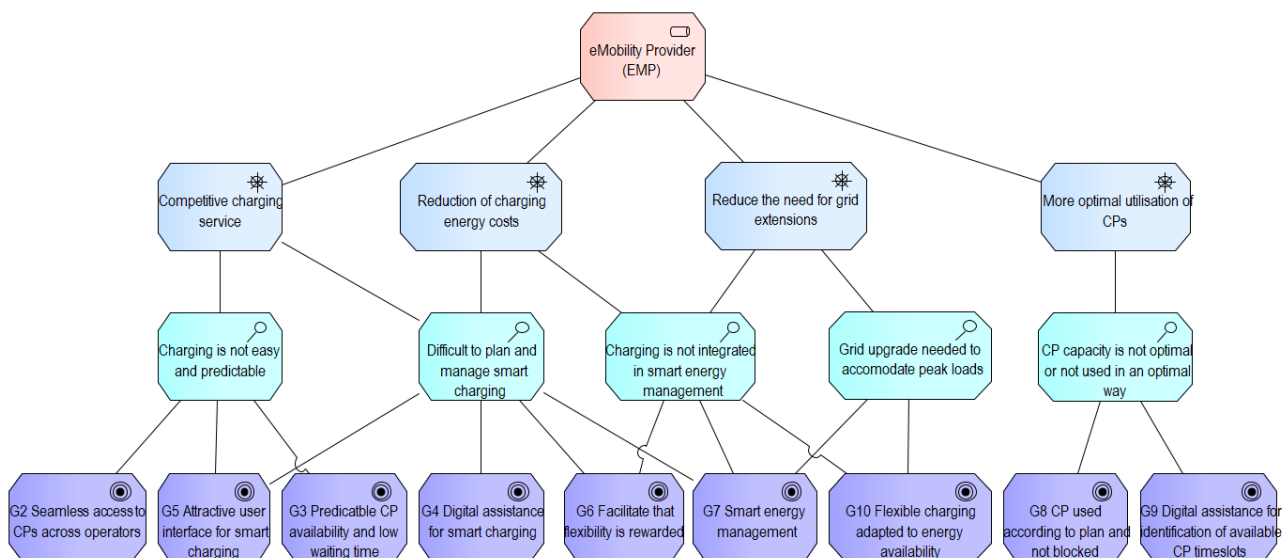 eMobility Provider
(EMP)
Competitive charging
service
Reduction of charging
energy costs
Reduce the need for grid
extensions
More optimal utilisation of
CPs
Charging is not easy
and predictable
Difficult to plan and
manage smart
charging
Charging is not integrated
in smart energy
management
Grid upgrade needed to
accomodate peak loads
CP capacity is not optimal
or not used in an optimal
way
G2 Seamless access to
CPs across operators
G5 Attractive user
interface for smart
charging
G3 Predicatble CP
availability and low
waiting time
G4 Digital assistance
for smart charging
G6 Facilitate that
flexibility is rewarded
G7 Smart energy
management
G10 Flexible charging
adapted to energy
availability
G8 CP used
according to plan and
not blocked
G9 Digital assistance for
identification of available
CP timeslots